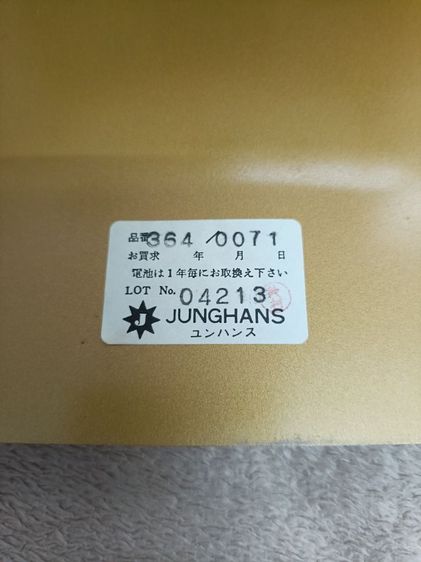 品番 364/0071
お買求 年 月 日
電池は1年毎にお取換え下さい
LOT No. 04213
J JUNGHANS
ユンハンス